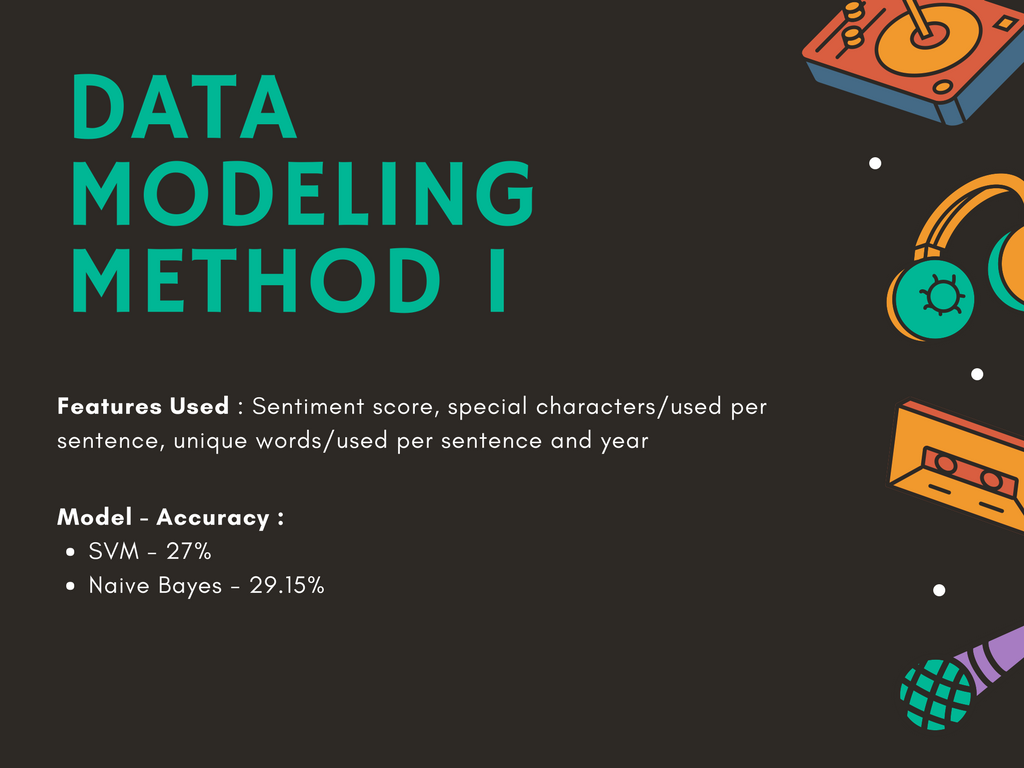 DATA
MODELING
METHOD I
Features Used : Sentiment score, special characters/used per
sentence, unique words/used per sentence and year
Model - Accuracy :
• SVM - 27%
• Naive Bayes - 29.15%